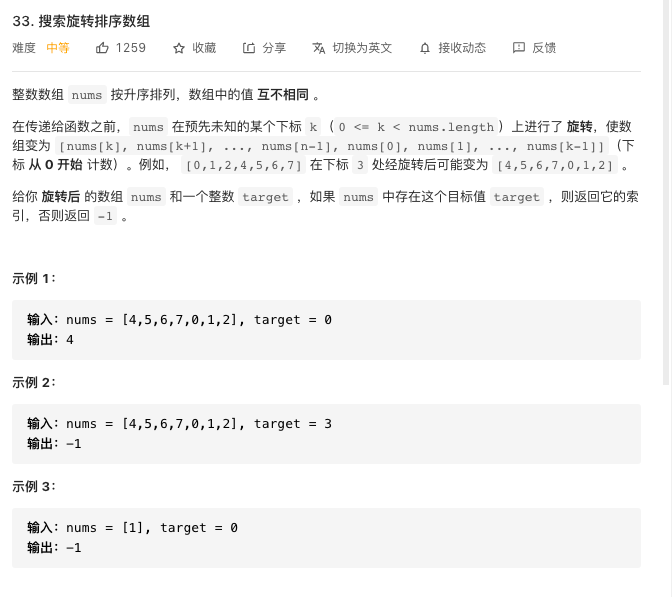 33. 搜索旋转排序数组
难度 中等 1259 收藏 分享 切换为英文 接收动态 反馈
整数数组 nums 按升序排列，数组中的值 互不相同 。
在传递给函数之前，nums 在预先未知的某个下标 k（0 <= k < nums.length）上进行了 旋转，使数
组变为 [nums[k], nums[k+1], ..., nums[n-1], nums[0], nums[1], ..., nums[k-1]]（下
标 从 0 开始 计数）。例如， [0,1,2,4,5,6,7] 在下标 3 处经旋转后可能变为 [4,5,6,7,0,1,2] 。
给你 旋转后 的数组 nums 和一个整数 target ，如果 nums 中存在这个目标值 target ，则返回它的索
引，否则返回 -1 。
示例 1：
输入：nums = [4,5,6,7,0,1,2], target = 0
输出：4
示例 2：
输入：nums = [4,5,6,7,0,1,2], target = 3
输出：-1
示例 3：
输入：nums = [1], target = 0
输出：-1